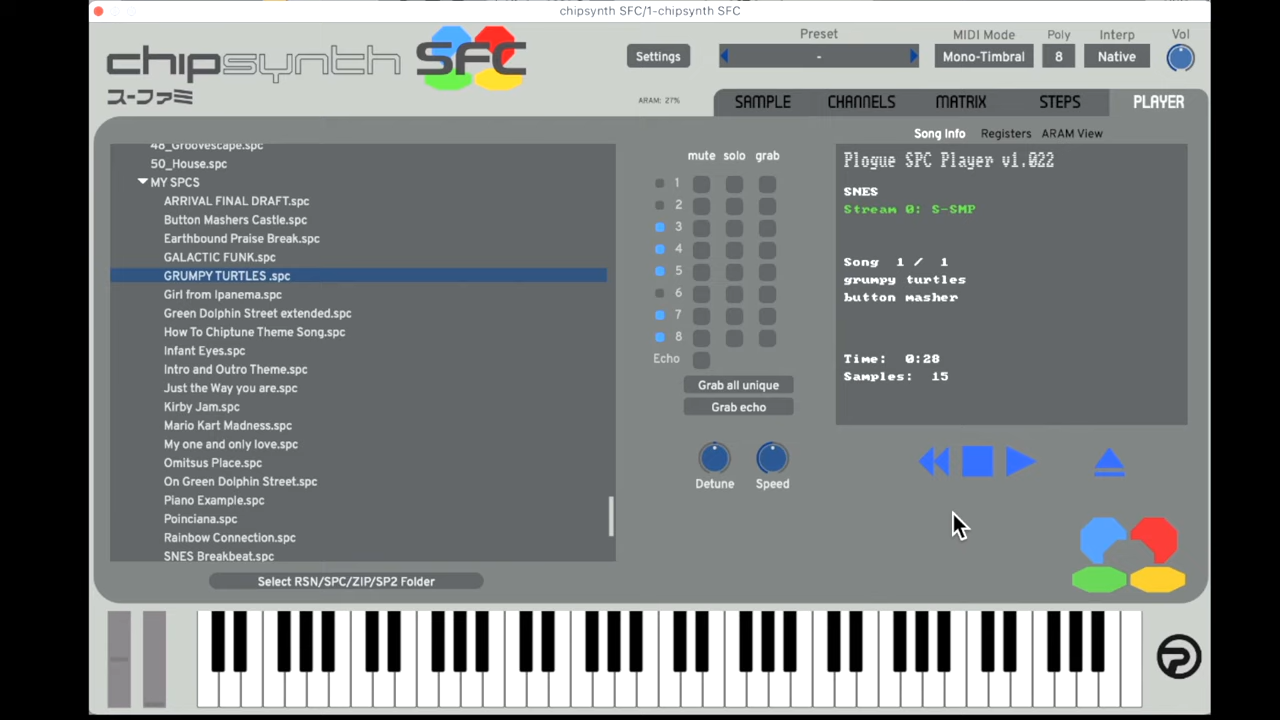 chipsynth SFC/1-chipsynth SFC
chipsynth SFC
スーファミ
Settings
Preset
-
MIDI Mode
Mono-Timbral
Poly
8
Interp
Native
Vol
ARAM: 27%
SAMPLE
CHANNELS
MATRIX
STEPS
PLAYER
48_Groovescape.spc
50_House.spc
MY SPCS
ARRIVAL FINAL DRAFT.spc
Button Mashers Castle.spc
Earthbound Praise Break.spc
GALACTIC FUNK.spc
GRUMPY TURTLES .spc
Girl from Ipanema.spc
Green Dolphin Street extended.spc
How To Chiptune Theme Song.spc
Infant Eyes.spc
Intro and Outro Theme.spc
Just the Way you are.spc
Kirby Jam.spc
Mario Kart Madness.spc
My one and only love.spc
Omitsus Place.spc
On Green Dolphin Street.spc
Piano Example.spc
Poinciana.spc
Rainbow Connection.spc
SNES Breakbeat.spc
Select RSN/SPC/ZIP/SP2 Folder
mute solo grab
1
2
3
4
5
6
7
8
Echo
Grab all unique
Grab echo
Detune
Speed
Song Info
Registers
ARAM View
Plogue SPC Player v1.022
SNES
Stream 0: S-SMP
Song 1 / 1
grumpy turtles
button masher
Time: 0:28
Samples: 15